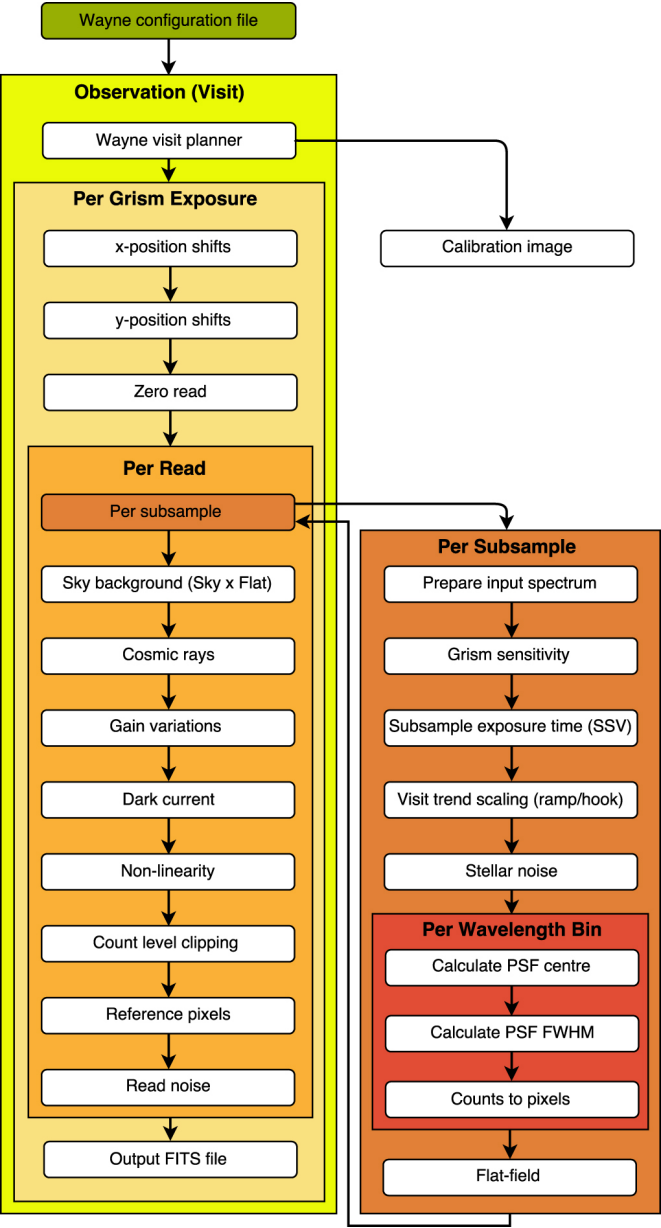 Wayne configuration file
Observation (Visit)
Wayne visit planner
Per Grism Exposure
x-position shifts
Calibration image
y-position shifts
Zero read
Per Read
Per subsample
Sky background (Sky x Flat)
Cosmic rays
Gain variations
Dark current
Non-linearity
Count level clipping
Reference pixels
Read noise
Output FITS file
Per Subsample
Prepare input spectrum
Grism sensitivity
Subsample exposure time (SSV)
Visit trend scaling (ramp/hook)
Stellar noise
Per Wavelength Bin
Calculate PSF centre
Calculate PSF FWHM
Counts to pixels
Flat-field